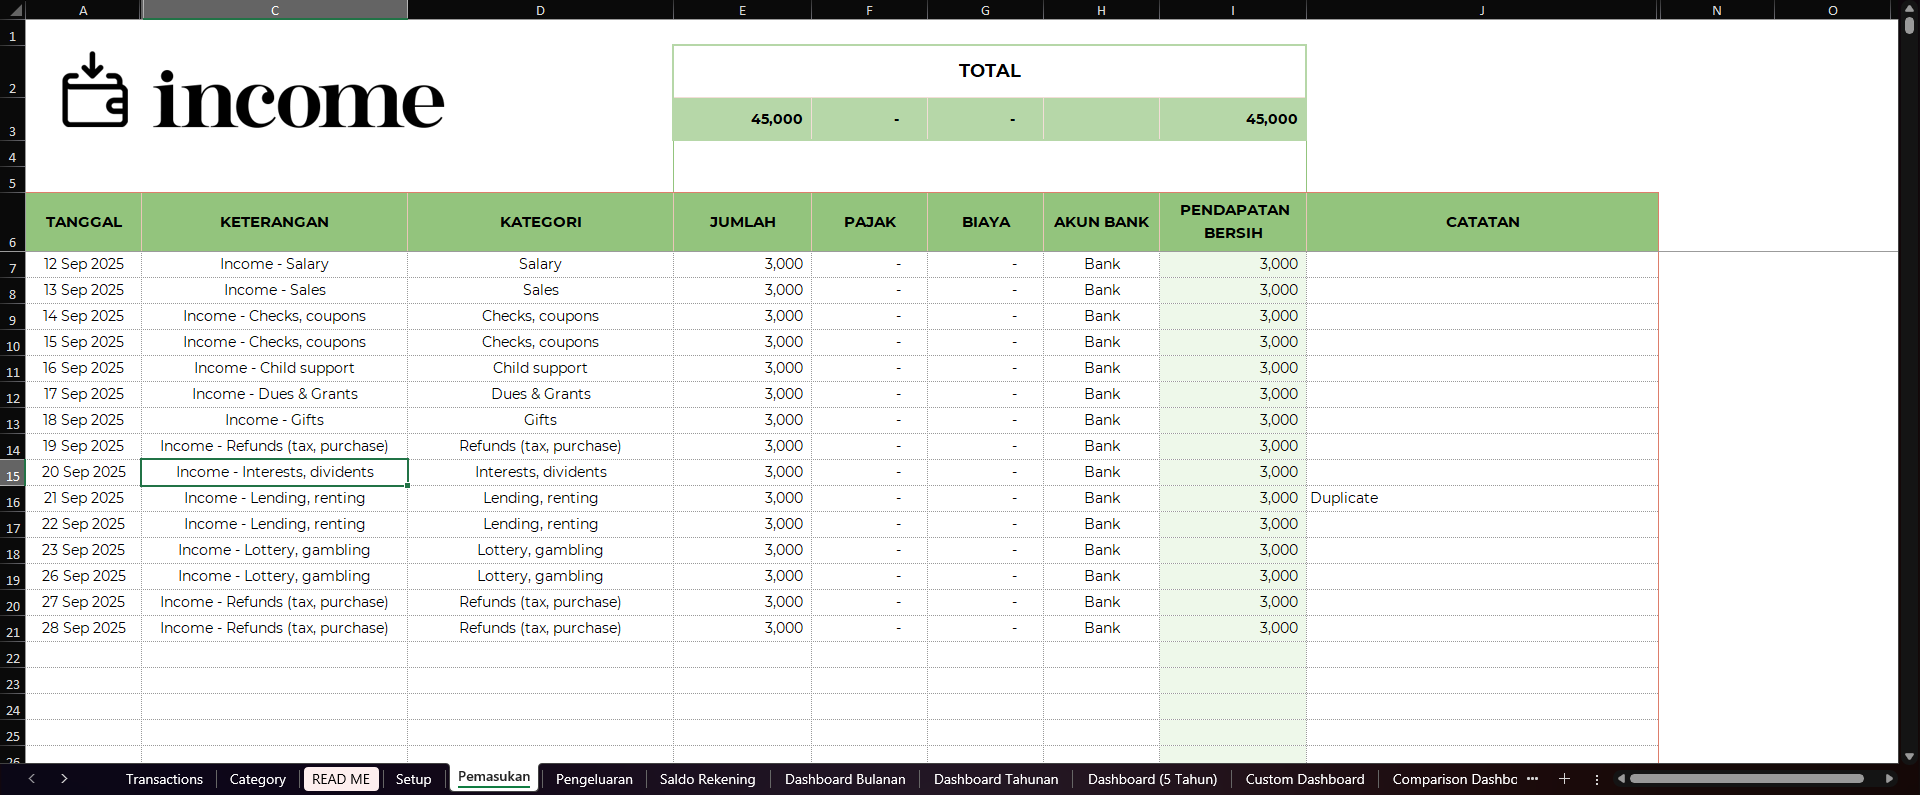 A C D E F G H I J N O
1
2 income TOTAL
3 45,000 - - 45,000
4
5
6 TANGGAL KETERANGAN KATEGORI JUMLAH PAJAK BIAYA AKUN BANK PENDAPATAN BERSIH CATATAN
7 12 Sep 2025 Income - Salary Salary 3,000 - - Bank 3,000
8 13 Sep 2025 Income - Sales Sales 3,000 - - Bank 3,000
9 14 Sep 2025 Income - Checks, coupons Checks, coupons 3,000 - - Bank 3,000
10 15 Sep 2025 Income - Checks, coupons Checks, coupons 3,000 - - Bank 3,000
11 16 Sep 2025 Income - Child support Child support 3,000 - - Bank 3,000
12 17 Sep 2025 Income - Dues & Grants Dues & Grants 3,000 - - Bank 3,000
13 18 Sep 2025 Income - Gifts Gifts 3,000 - - Bank 3,000
14 19 Sep 2025 Income - Refunds (tax, purchase) Refunds (tax, purchase) 3,000 - - Bank 3,000
15 20 Sep 2025 Income - Interests, dividents Interests, dividents 3,000 - - Bank 3,000
16 21 Sep 2025 Income - Lending, renting Lending, renting 3,000 - - Bank 3,000 Duplicate
17 22 Sep 2025 Income - Lending, renting Lending, renting 3,000 - - Bank 3,000
18 23 Sep 2025 Income - Lottery, gambling Lottery, gambling 3,000 - - Bank 3,000
19 26 Sep 2025 Income - Lottery, gambling Lottery, gambling 3,000 - - Bank 3,000
20 27 Sep 2025 Income - Refunds (tax, purchase) Refunds (tax, purchase) 3,000 - - Bank 3,000
21 28 Sep 2025 Income - Refunds (tax, purchase) Refunds (tax, purchase) 3,000 - - Bank 3,000
22
23
24
25
26
Transactions Category READ ME Setup Pemasukan Pengeluaran Saldo Rekening Dashboard Bulanan Dashboard Tahunan Dashboard (5 Tahun) Custom Dashboard Comparison Dashbo